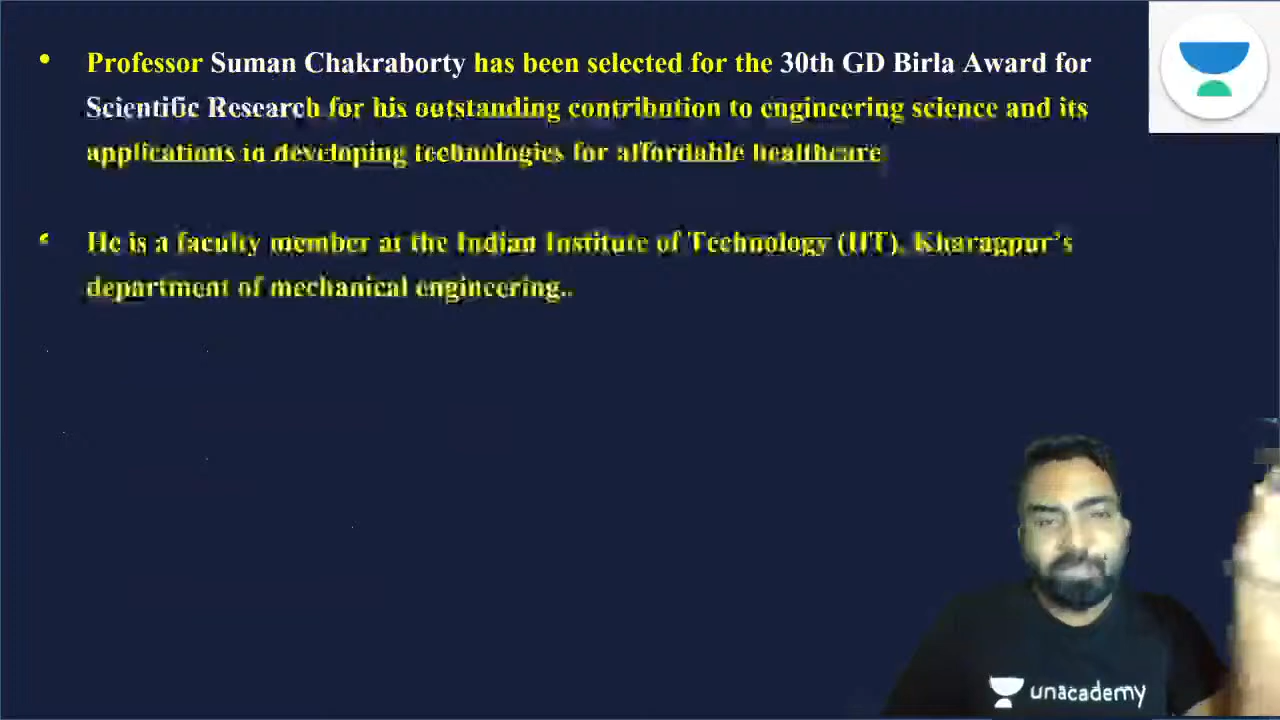 • Professor Suman Chakraborty has been selected for the 30th GD Birla Award for
Scientific Research for his outstanding contribution to engineering science and its
applications in developing technologies for affordable healthcare
• He is a faculty member at the Indian Institute of Technology (IIT), Kharagpur’s
department of mechanical engineering..
unacademy